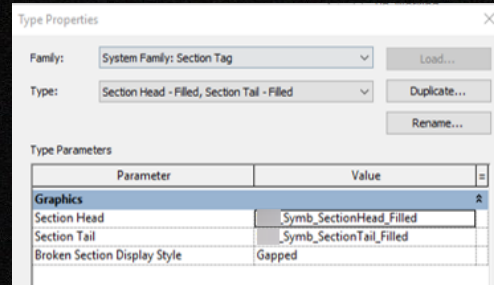 Type Properties
Family: System Family: Section Tag Load...
Type: Section Head - Filled, Section Tail - Filled Duplicate...
Rename...
Type Parameters
Parameter Value =
Graphics
Section Head _Symb_SectionHead_Filled
Section Tail _Symb_SectionTail_Filled
Broken Section Display Style Gapped